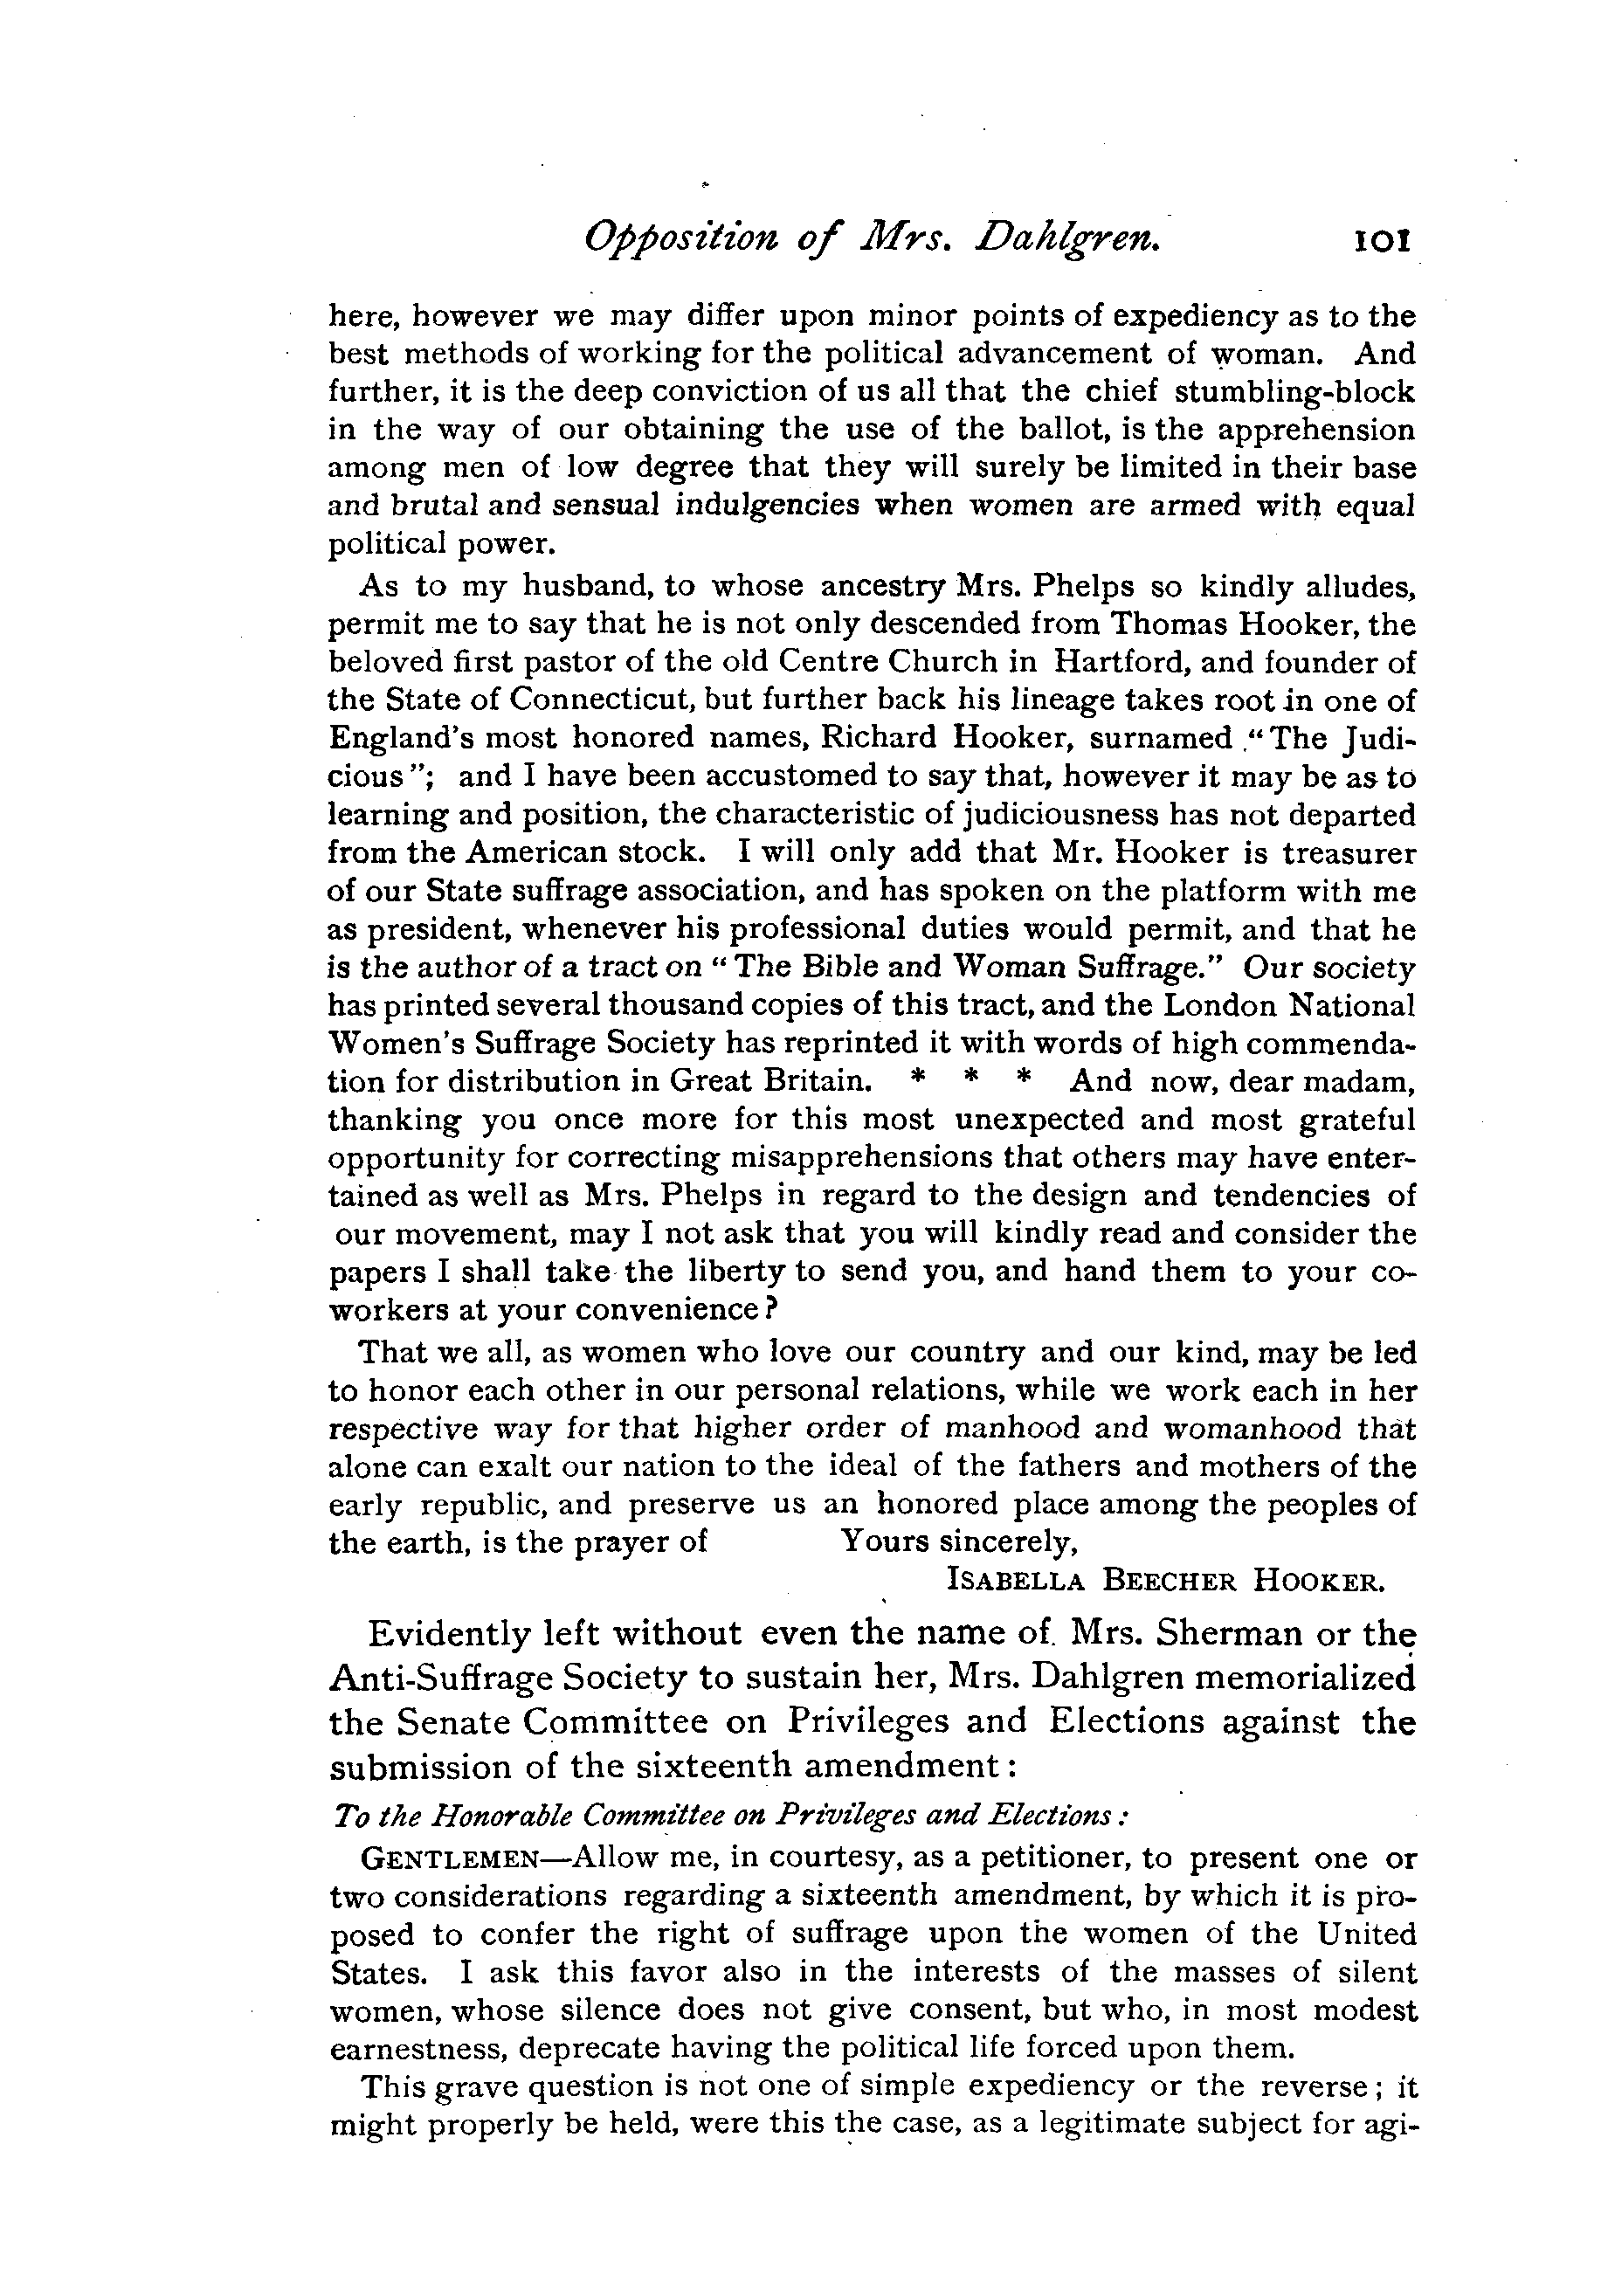 Opposition of Mrs. Dahlgren. 101
here, however we may differ upon minor points of expediency as to the
best methods of working for the political advancement of woman. And
further, it is the deep conviction of us all that the chief stumbling-block
in the way of our obtaining the use of the ballot, is the apprehension
among men of low degree that they will surely be limited in their base
and brutal and sensual indulgencies when women are armed with equal
political power.
As to my husband, to whose ancestry Mrs. Phelps so kindly alludes,
permit me to say that he is not only descended from Thomas Hooker, the
beloved first pastor of the old Centre Church in Hartford, and founder of
the State of Connecticut, but further back his lineage takes root in one of
England's most honored names, Richard Hooker, surnamed "The Judi-
cious"; and I have been accustomed to say that, however it may be as to
learning and position, the characteristic of judiciousness has not departed
from the American stock. I will only add that Mr. Hooker is treasurer
of our State suffrage association, and has spoken on the platform with me
as president, whenever his professional duties would permit, and that he
is the author of a tract on "The Bible and Woman Suffrage." Our society
has printed several thousand copies of this tract, and the London National
Women's Suffrage Society has reprinted it with words of high commenda-
tion for distribution in Great Britain. * * * And now, dear madam,
thanking you once more for this most unexpected and most grateful
opportunity for correcting misapprehensions that others may have enter-
tained as well as Mrs. Phelps in regard to the design and tendencies of
our movement, may I not ask that you will kindly read and consider the
papers I shall take the liberty to send you, and hand them to your co-
workers at your convenience?
That we all, as women who love our country and our kind, may be led
to honor each other in our personal relations, while we work each in her
respective way for that higher order of manhood and womanhood that
alone can exalt our nation to the ideal of the fathers and mothers of the
early republic, and preserve us an honored place among the peoples of
the earth, is the prayer of Yours sincerely,
ISABELLA BEECHER HOOKER.
Evidently left without even the name of Mrs. Sherman or the
Anti-Suffrage Society to sustain her, Mrs. Dahlgren memorialized
the Senate Committee on Privileges and Elections against the
submission of the sixteenth amendment:
To the Honorable Committee on Privileges and Elections:
GENTLEMEN—Allow me, in courtesy, as a petitioner, to present one or
two considerations regarding a sixteenth amendment, by which it is pro-
posed to confer the right of suffrage upon the women of the United
States. I ask this favor also in the interests of the masses of silent
women, whose silence does not give consent, but who, in most modest
earnestness, deprecate having the political life forced upon them.
This grave question is not one of simple expediency or the reverse; it
might properly be held, were this the case, as a legitimate subject for agi-